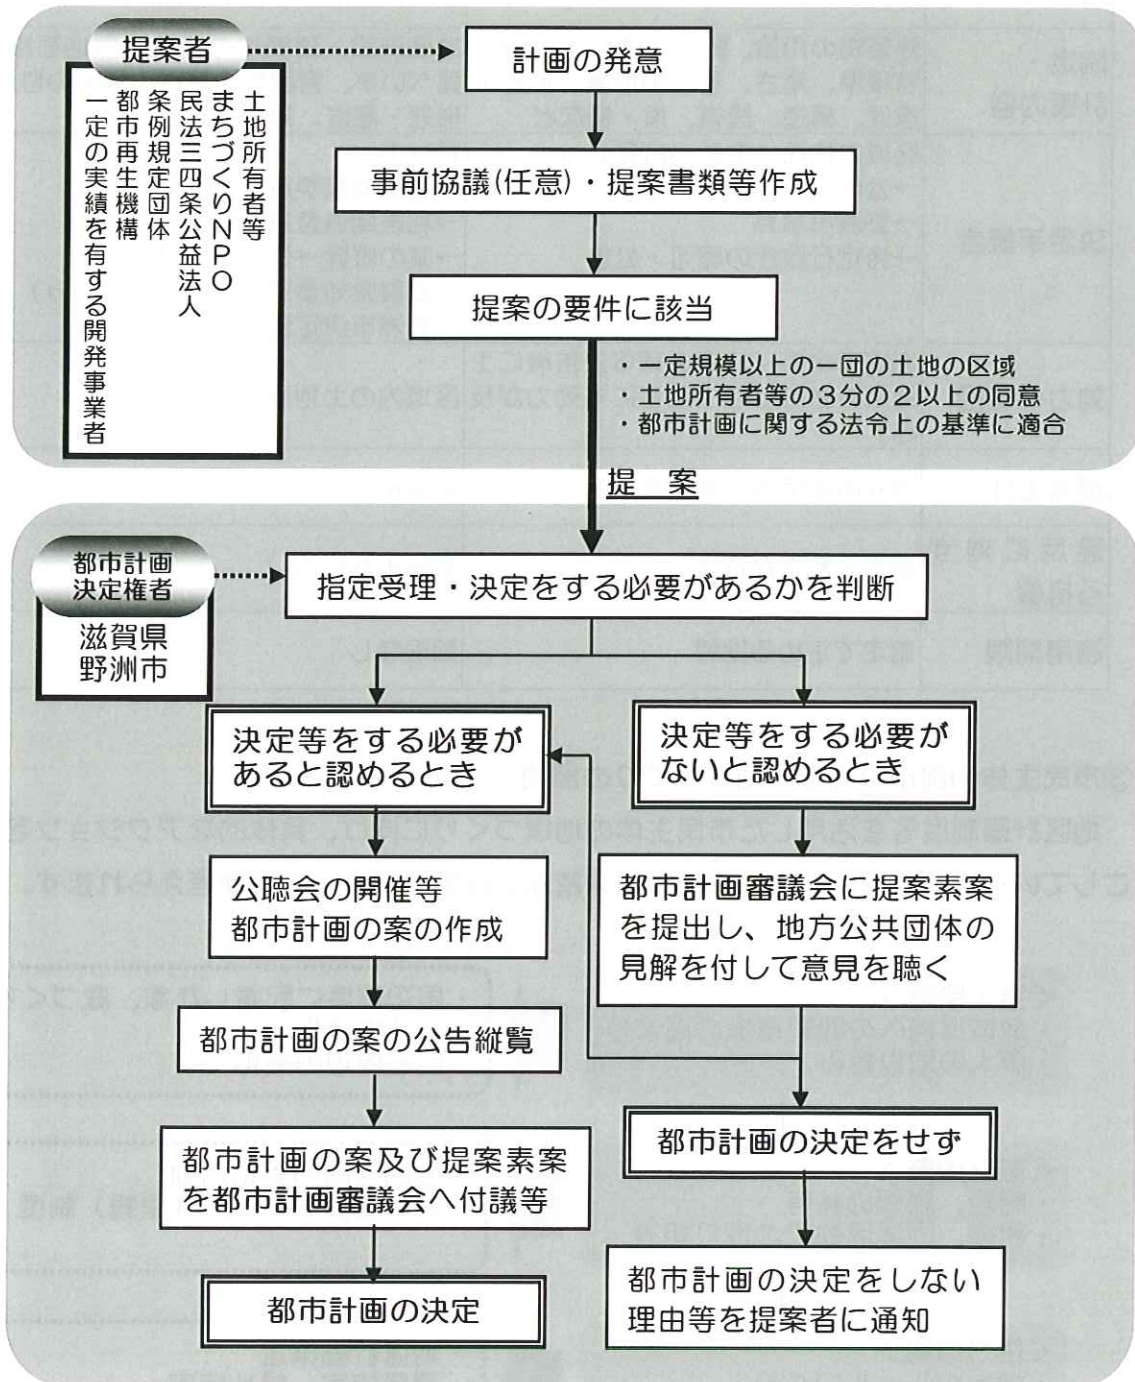 提案者
計画の発意
土地所有者等
まちづくりNPO
民法三四条公益法人
条例規定団体
都市再生機構
一定の実績を有する開発事業者
事前協議(任意)・提案書類等作成
提案の要件に該当
・一定規模以上の一団の土地の区域
・土地所有者等の3分の2以上の同意
・都市計画に関する法令上の基準に適合
提 案
都市計画
決定権者
滋賀県
野洲市
指定受理・決定をする必要があるかを判断
決定等をする必要が
あると認めるとき
決定等をする必要が
ないと認めるとき
公聴会の開催等
都市計画の案の作成
都市計画審議会に提案素案
を提出し、地方公共団体の
見解を付して意見を聴く
都市計画の案の公告縦覧
都市計画の決定をせず
都市計画の案及び提案素案
を都市計画審議会へ付議等
都市計画の決定をしない
理由等を提案者に通知
都市計画の決定